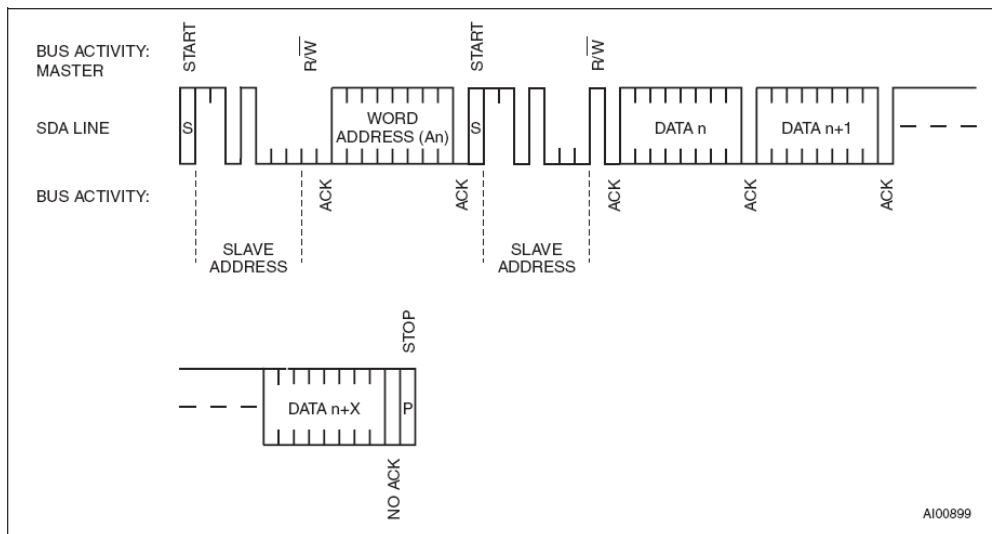 START
R/W
START
R/W
BUS ACTIVITY:
MASTER
SDA LINE
S
WORD
ADDRESS (An)
S
DATA n
DATA n+1
BUS ACTIVITY:
ACK
ACK
ACK
ACK
ACK
SLAVE
ADDRESS
SLAVE
ADDRESS
STOP
DATA n+X
P
NO ACK
AI00899